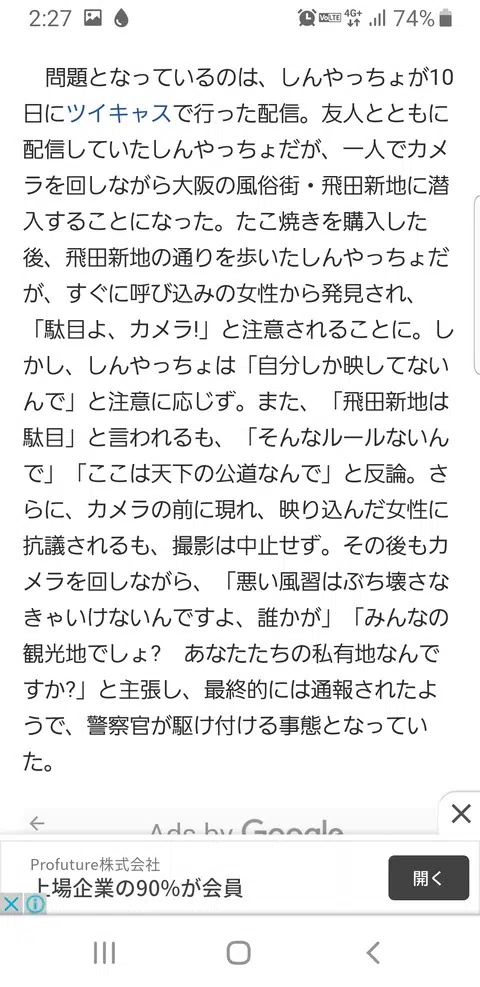 2:27 VoLTE 4G+ 74%
問題となっているのは、しんやっちょが10
日にツイキャスで行った配信。友人とともに
配信していたしんやっちょだが、一人でカメ
ラを回しながら大阪の風俗街・飛田新地に潜
入することになった。たこ焼きを購入した
後、飛田新地の通りを歩いたしんやっちょだ
が、すぐに呼び込みの女性から発見され、
「駄目よ、カメラ!」と注意されることに。し
かし、しんやっちょは「自分しか映してない
んで」と注意に応じず。また、「飛田新地は
駄目」と言われるも、「そんなルールないん
で」「ここは天下の公道なんで」と反論。さ
らに、カメラの前に現れ、映り込んだ女性に
抗議されるも、撮影は中止せず。その後もカ
メラを回しながら、「悪い風習はぶち壊さな
きゃいけないんですよ、誰かが」「みんなの
観光地でしょ?　あなたたちの私有地なんで
すか?」と主張し、最終的には通報されたよ
うで、警察官が駆け付ける事態となってい
た。
Ads by Google
Profuture株式会社
上場企業の90%が会員
開く